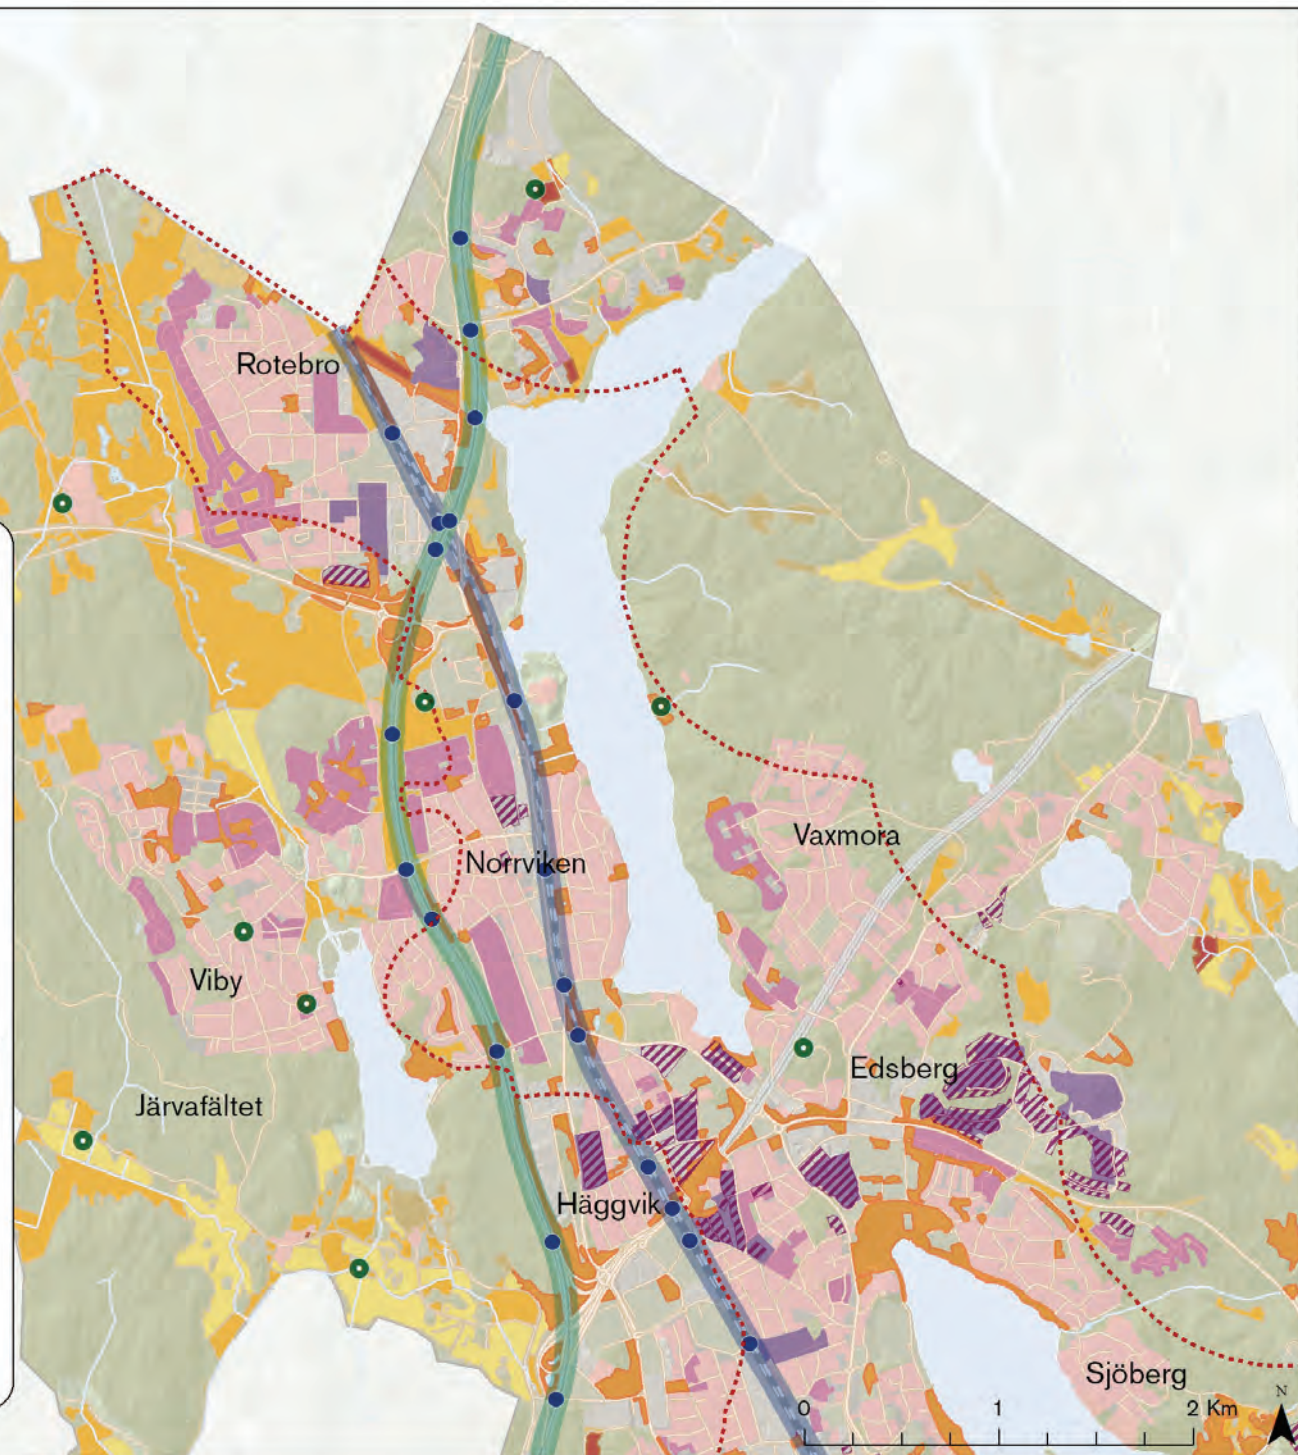 Rotebro
Vaxmora
Norrviken
Viby
Edsberg
Järvafältet
Häggvik
Sjöberg
0 1 2 Km
N